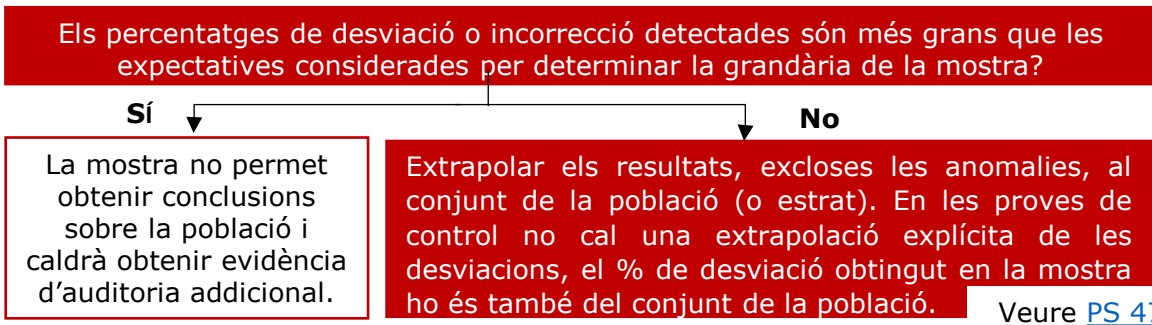 Els percentatges de desviació o incorrecció detectades són més grans que les
expectatives considerades per determinar la grandària de la mostra?
Sí
No
La mostra no permet
obtenir conclusions
sobre la població i
caldrà obtenir evidència
d'auditoria addicional.
Extrapolar els resultats, excloses les anomalies, al
conjunt de la població (o estrat). En les proves de
control no cal una extrapolació explícita de les
desviacions, el % de desviació obtingut en la mostra
ho és també del conjunt de la població.
Veure PS 47